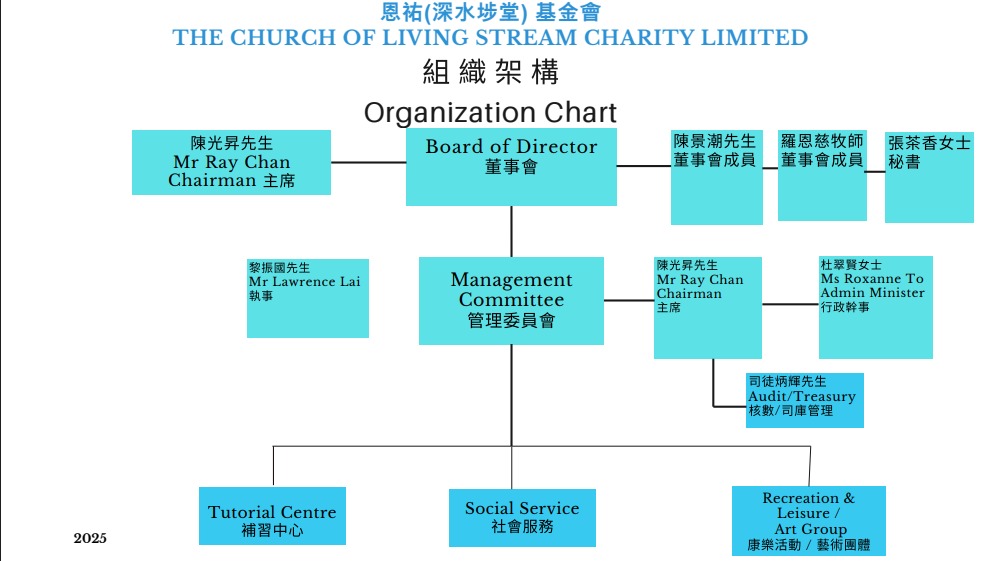 恩祐(深水埗堂) 基金會
THE CHURCH OF LIVING STREAM CHARITY LIMITED
組織架構
Organization Chart
陳光昇先生
Mr Ray Chan
Chairman 主席
Board of Director
董事會
陳景潮先生
董事會成員
羅恩慈牧師
董事會成員
張茶香女士
秘書
黎振國先生
Mr Lawrence Lai
執事
Management
Committee
管理委員會
陳光昇先生
Mr Ray Chan
Chairman
主席
杜翠賢女士
Ms Roxanne To
Admin Minister
行政幹事
司徒炳輝先生
Audit/Treasury
核數/司庫管理
Tutorial Centre
補習中心
Social Service
社會服務
Recreation &
Leisure /
Art Group
康樂活動 / 藝術團體
2025